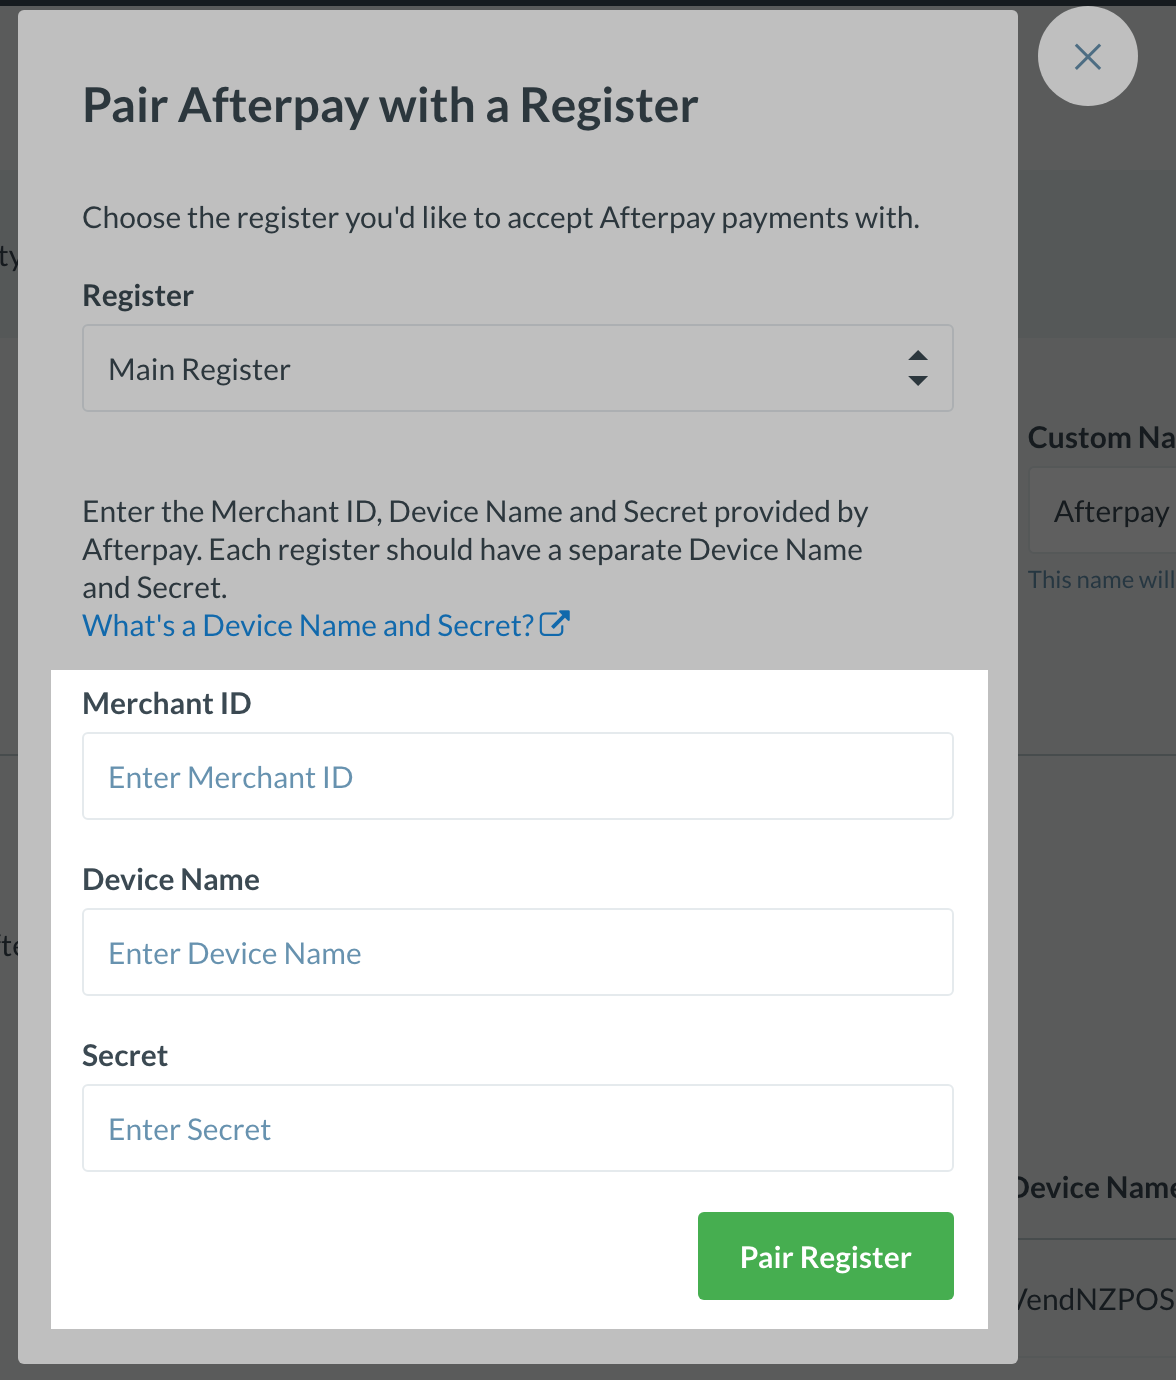 Pair Afterpay with a Register
Choose the register you'd like to accept Afterpay payments with.
Register
Main Register
Enter the Merchant ID, Device Name and Secret provided by
Afterpay. Each register should have a separate Device Name
and Secret.
What's a Device Name and Secret?
Merchant ID
Enter Merchant ID
Device Name
Enter Device Name
Secret
Enter Secret
Pair Register
Custom Na
Afterpay
This name will
Device Name
VendNZPOS